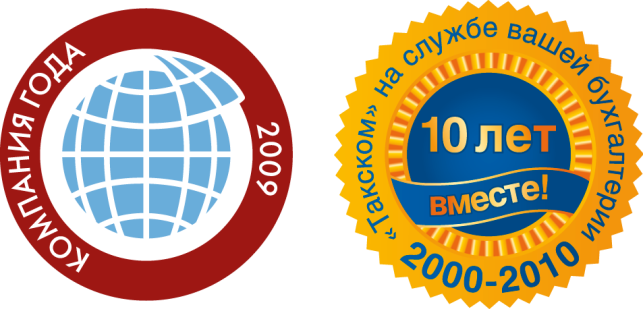 КОМПАНИЯ ГОДА
2009
«Такском» на службе вашей бухгалтерии
10 лет
вместе!
2000-2010